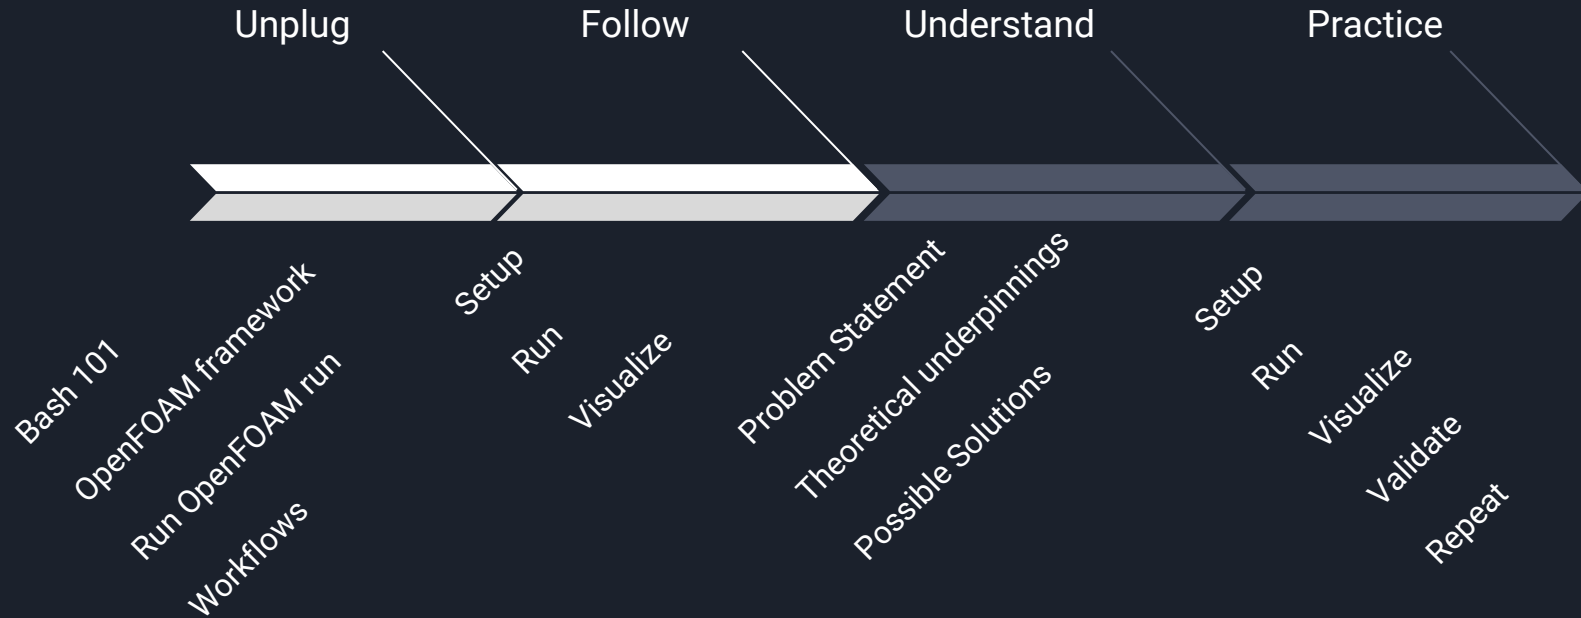 Unplug
Follow
Understand
Practice
Bash 101
OpenFOAM framework
Run OpenFOAM run
Workflows
Setup
Run
Visualize
Problem Statement
Theoretical underpinnings
Possible Solutions
Setup
Run
Visualize
Validate
Repeat